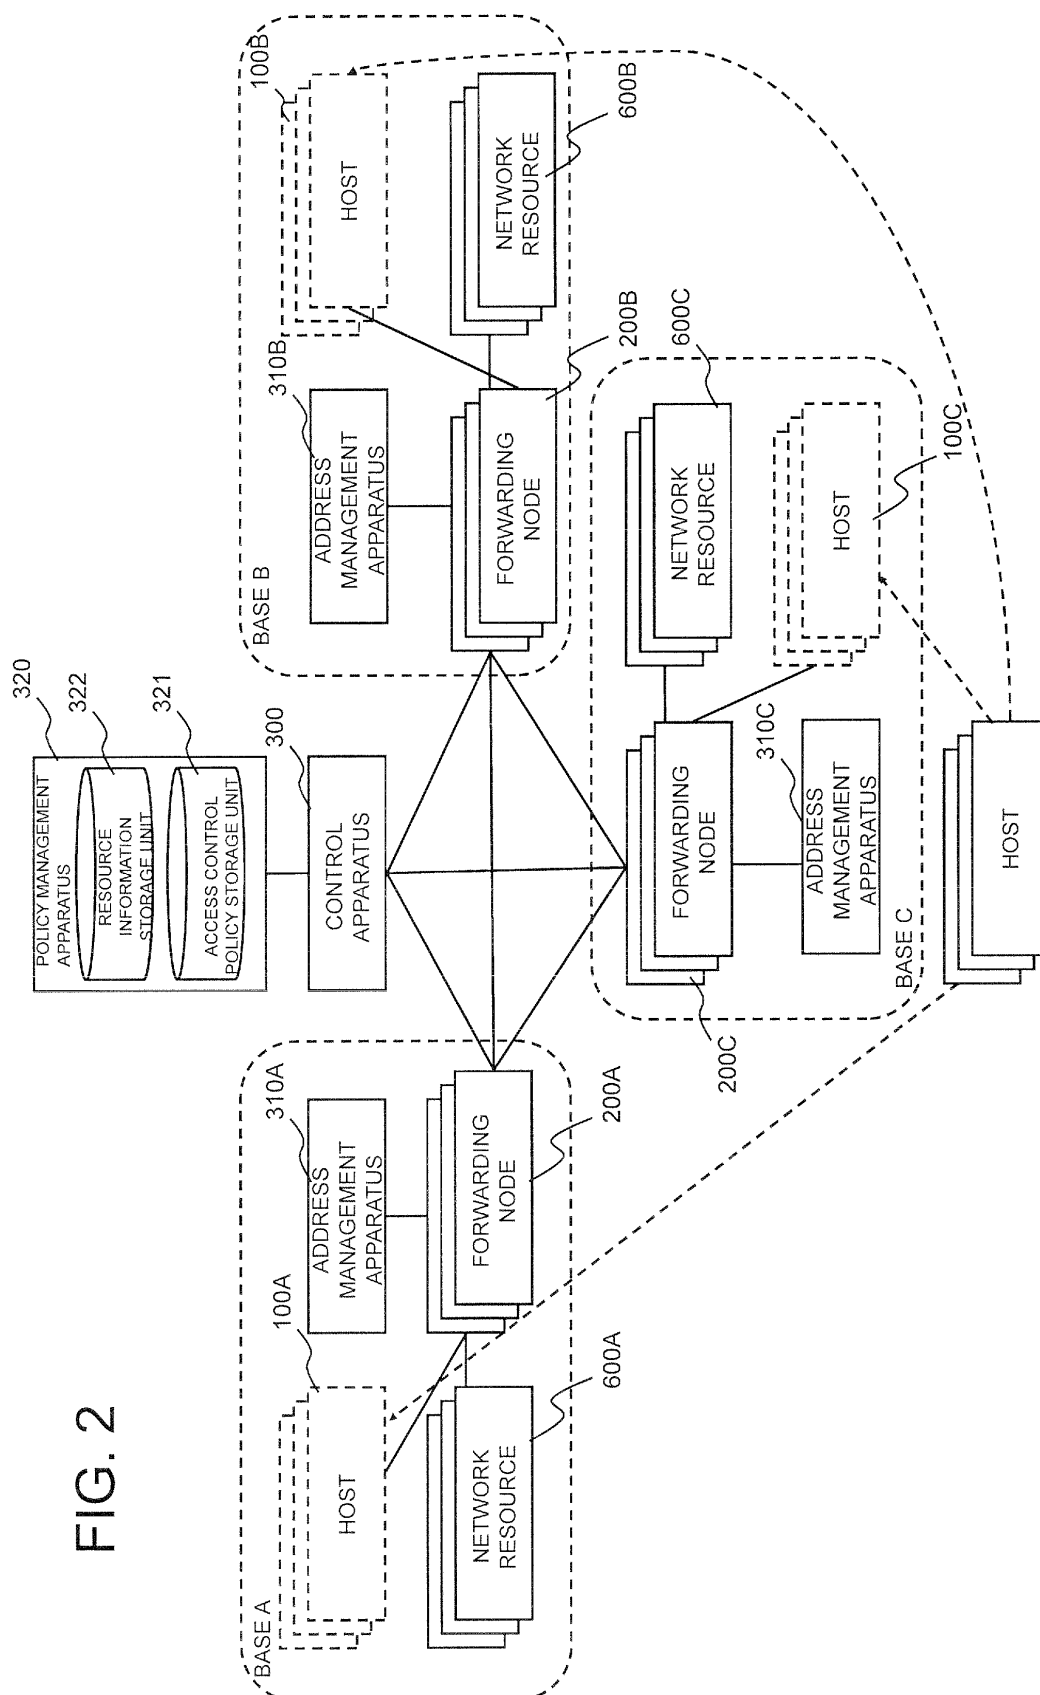 FIG. 2
320
322
321
POLICY MANAGEMENT
APPARATUS
RESOURCE
INFORMATION
STORAGE UNIT
ACCESS CONTROL
POLICY STORAGE UNIT
300
CONTROL
APPARATUS
BASE A
100A
HOST
310A
ADDRESS
MANAGEMENT
APPARATUS
NETWORK
RESOURCE
600A
FORWARDING
NODE
200A
BASE B
310B
ADDRESS
MANAGEMENT
APPARATUS
100B
HOST
FORWARDING
NODE
200B
NETWORK
RESOURCE
600B
BASE C
200C
FORWARDING
NODE
600C
NETWORK
RESOURCE
310C
ADDRESS
MANAGEMENT
APPARATUS
HOST
100C
HOST